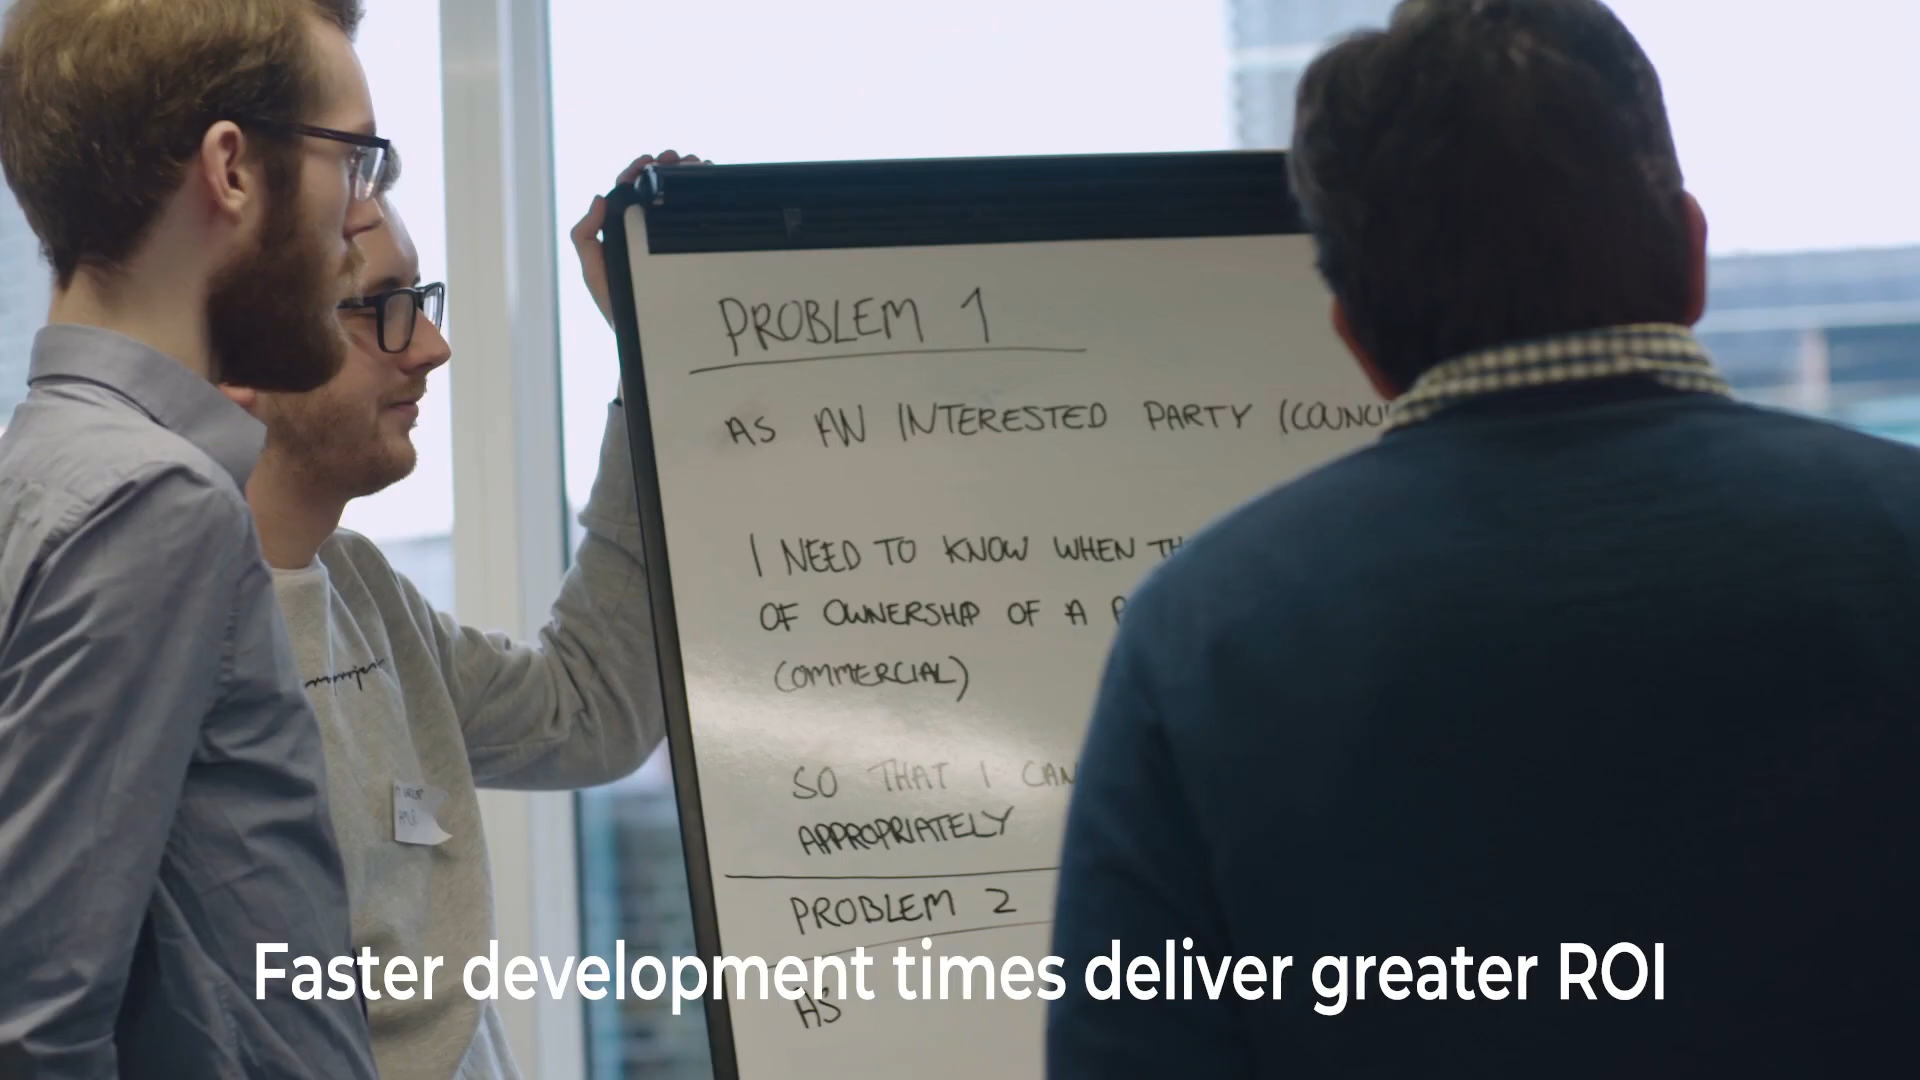 PROBLEM 1
AS AN INTERESTED PARTY (COUNCI
I NEED TO KNOW WHEN TH
OF OWNERSHIP OF A
(COMMERCIAL)
SO THAT I CAN
APPROPRIATELY
PROBLEM 2
AS
Faster development times deliver greater ROI